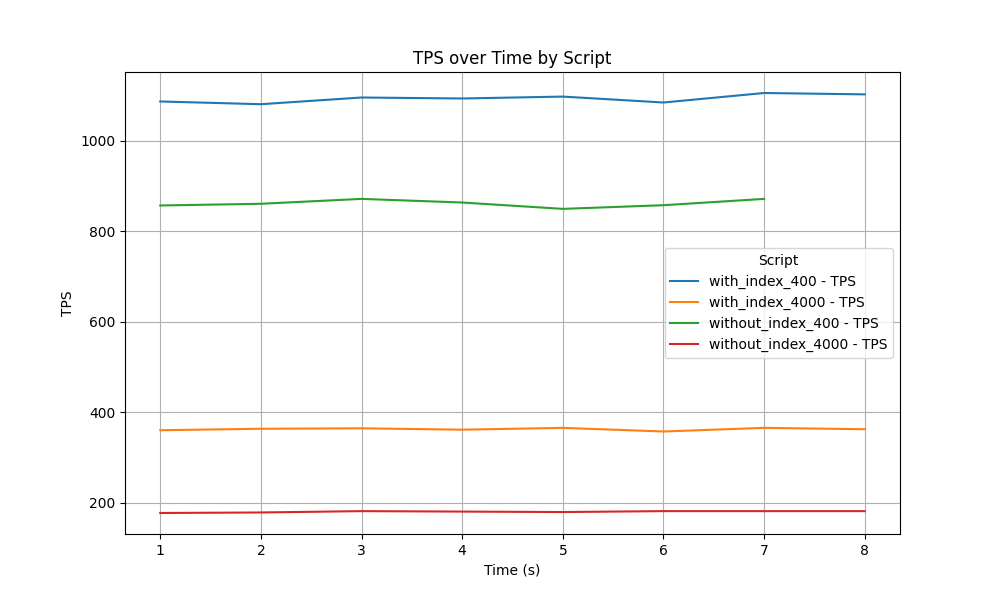 TPS over Time by Script
TPS
1000
800
600
400
200
Script
with_index_400 - TPS
with_index_4000 - TPS
without_index_400 - TPS
without_index_4000 - TPS
1 2 3 4 5 6 7 8
Time (s)